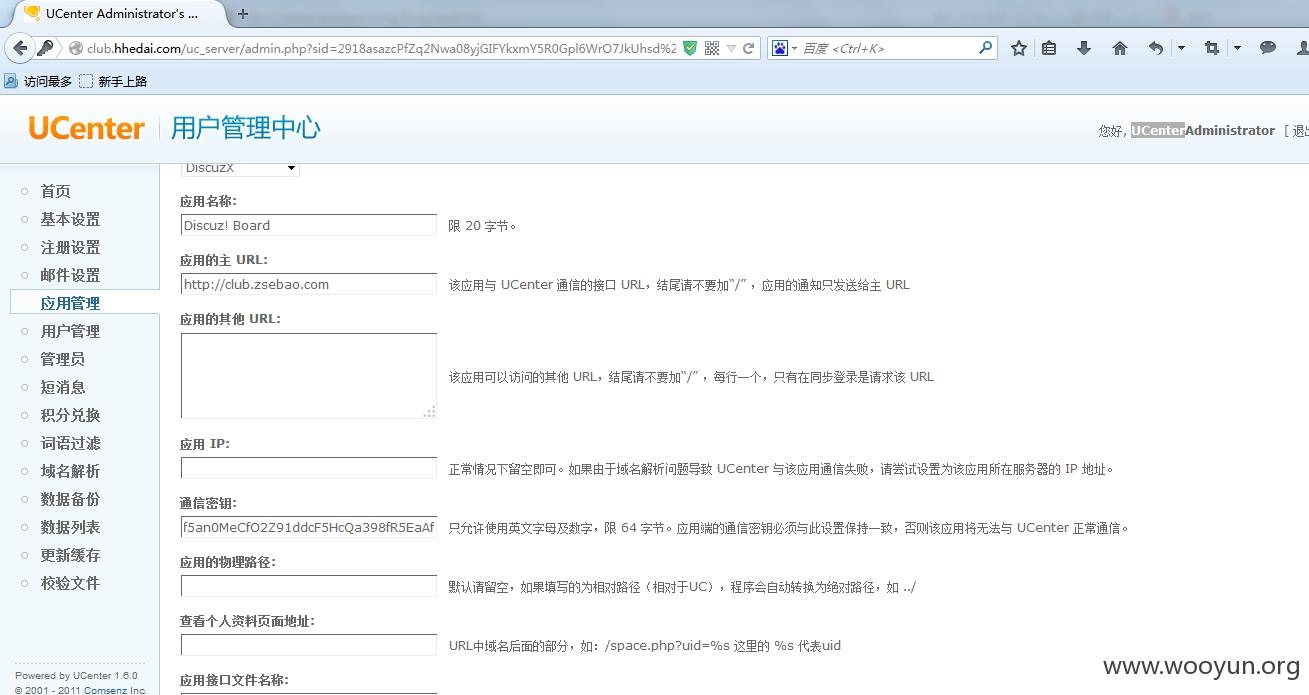 UCenter Administrator's ...
club.hhedai.com/uc_server/admin.php?sid=2918asazcPfZq2Nwa08yjGIFYkxmY5R0Gpl6WrO7JkUhsd%2
百度 <Ctrl+K>
访问最多 新手上路
UCenter 用户管理中心
您好, UCenterAdministrator [ 退出
DiscuzX
首页
基本设置
注册设置
邮件设置
应用管理
用户管理
管理员
短消息
积分兑换
词语过滤
域名解析
数据备份
数据列表
更新缓存
校验文件
应用名称:
Discuz! Board 限 20 字节。
应用的主 URL:
http://club.zsebao.com 该应用与 UCenter 通信的接口 URL，结尾请不要加“/” ，应用的通知只发送给主 URL
应用的其他 URL:
该应用可以访问的其他 URL，结尾请不要加“/” ，每行一个，只有在同步登录是请求该 URL
应用 IP:
正常情况下留空即可。如果由于域名解析问题导致 UCenter 与该应用通信失败，请尝试设置为该应用所在服务器的 IP 地址。
通信密钥:
f5an0MeCfO2Z91ddcF5HcQa398fR5EaAf 只允许使用英文字母及数字，限 64 字节。应用端的通信密钥必须与此设置保持一致，否则该应用将无法与 UCenter 正常通信。
应用的物理路径:
默认请留空，如果填写的为相对路径（相对于UC），程序会自动转换为绝对路径，如 ../
查看个人资料页面地址:
URL中域名后面的部分，如：/space.php?uid=%s 这里的 %s 代表uid
应用接口文件名称:
Powered by UCenter 1.6.0
© 2001 - 2011 Comsenz Inc.
www.wooyun.org